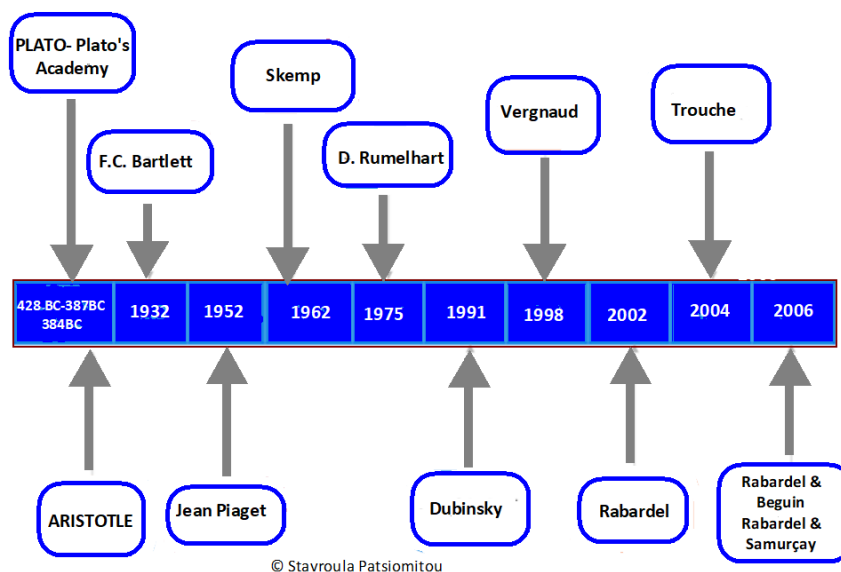 PLATO- Plato's
Academy
Skemp
Vergnaud
Trouche
F.C. Bartlett
D. Rumelhart
428 BC-387BC
384BC
1932
1952
1962
1975
1991
1998
2002
2004
2006
ARISTOTLE
Jean Piaget
Dubinsky
Rabardel
Rabardel &
Beguin
Rabardel &
Samurçay
© Stavroula Patsiomitou